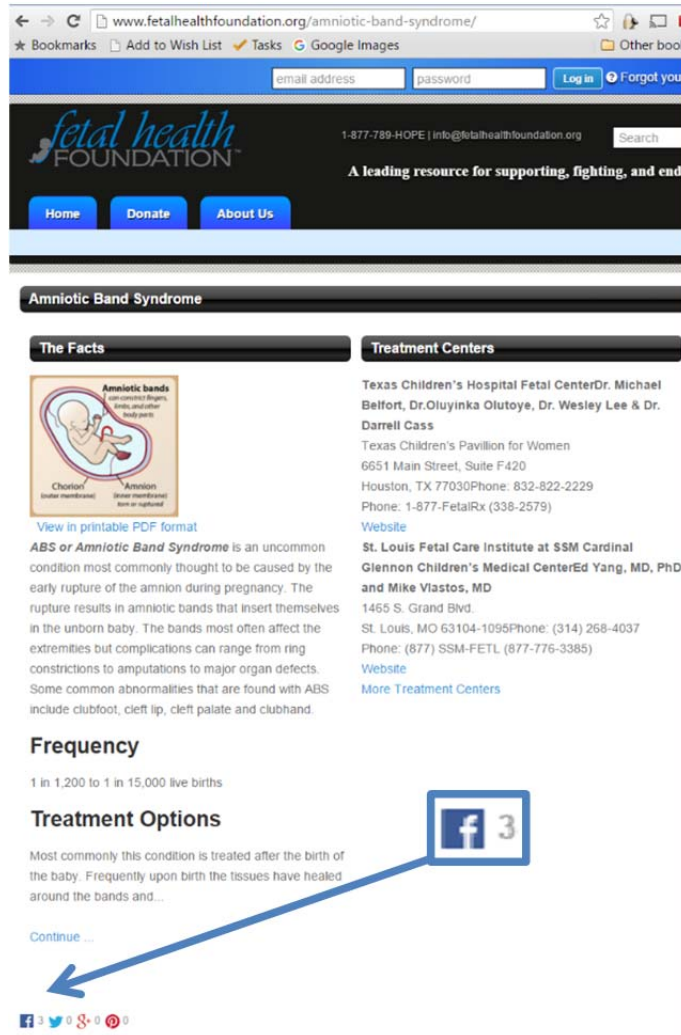 www.fetalhealthfoundation.org/amniotic-band-syndrome/
Bookmarks Add to Wish List Tasks Google Images Other boo
email address password Log in Forgot you
fetal health
FOUNDATION™
1-877-789-HOPE | info@fetalhealthfoundation.org Search
A leading resource for supporting, fighting, and end
Home Donate About Us
Amniotic Band Syndrome
The Facts
Amniotic bands
can constrict fingers,
limbs, and other
body parts
Chorion
(outer membrane)
Amnion
(inner membrane)
torn or ruptured
View in printable PDF format
ABS or Amniotic Band Syndrome is an uncommon
condition most commonly thought to be caused by the
early rupture of the amnion during pregnancy. The
rupture results in amniotic bands that insert themselves
in the unborn baby. The bands most often affect the
extremities but complications can range from ring
constrictions to amputations to major organ defects.
Some common abnormalities that are found with ABS
include clubfoot, cleft lip, cleft palate and clubhand.
Frequency
1 in 1,200 to 1 in 15,000 live births
Treatment Options
Most commonly this condition is treated after the birth of
the baby. Frequently upon birth the tissues have healed
around the bands and...
Continue ...
Treatment Centers
Texas Children's Hospital Fetal CenterDr. Michael
Belfort, Dr.Oluyinka Olutoye, Dr. Wesley Lee & Dr.
Darrell Cass
Texas Children's Pavillion for Women
6651 Main Street, Suite F420
Houston, TX 77030Phone: 832-822-2229
Phone: 1-877-FetalRx (338-2579)
Website
St. Louis Fetal Care Institute at SSM Cardinal
Glennon Children's Medical CenterEd Yang, MD, PhD
and Mike Vlastos, MD
1465 S. Grand Blvd.
St. Louis, MO 63104-1095Phone: (314) 268-4037
Phone: (877) SSM-FETL (877-776-3385)
Website
More Treatment Centers
f 3
f 3 0 g+ 0 0